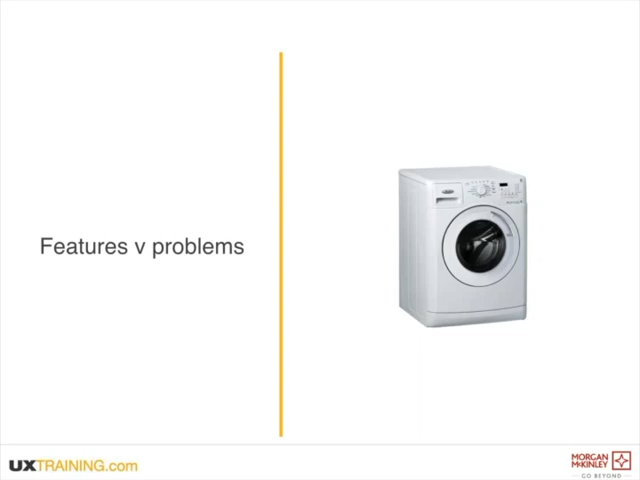 Features v problems
UXTRAINING.com
MORGAN
McKINLEY
GO BEYOND